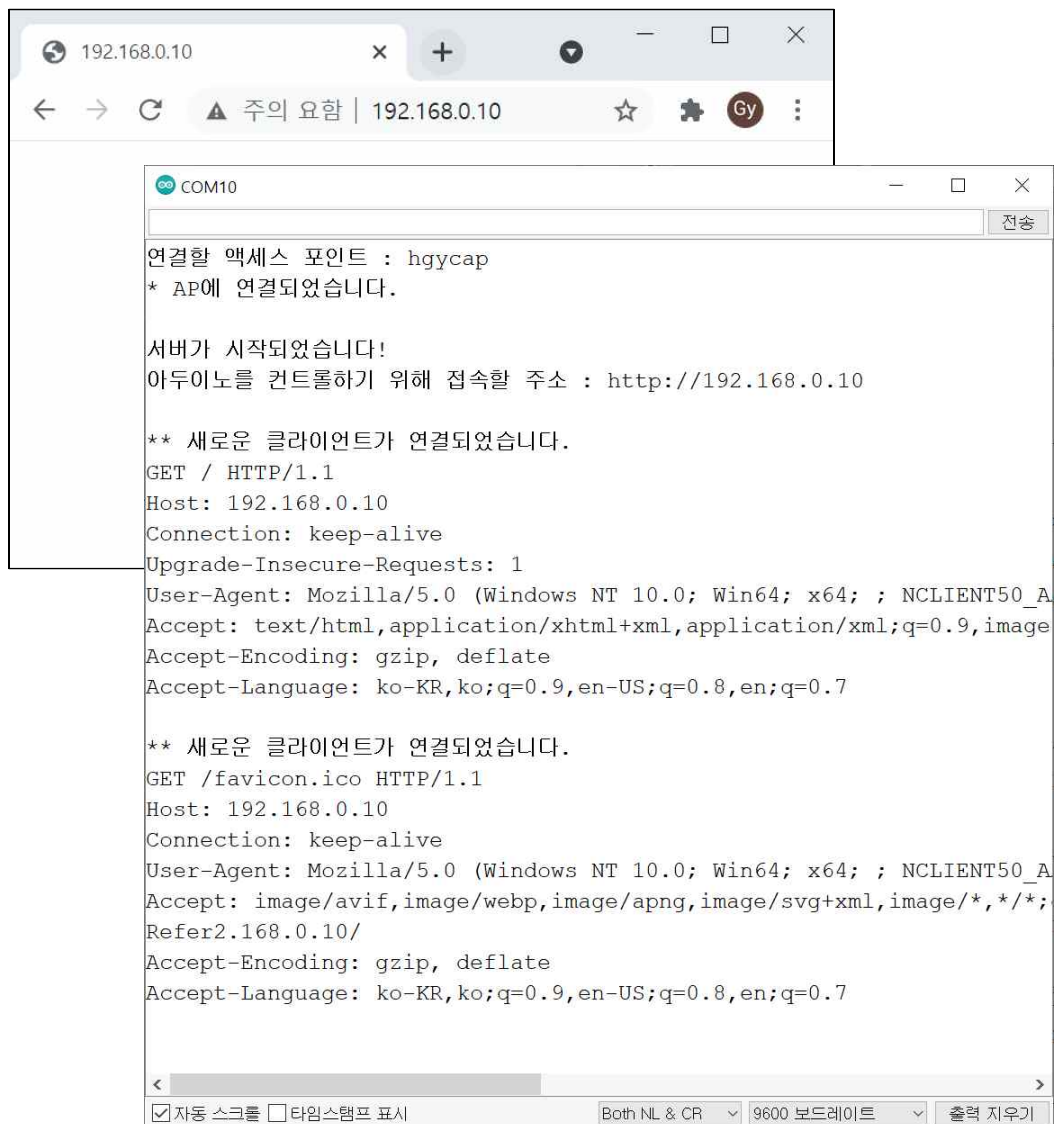 192.168.0.10
주의 요함 | 192.168.0.10
Gy
COM10
전송
연결할 액세스 포인트 : hgycap
* AP에 연결되었습니다.
서버가 시작되었습니다!
아두이노를 컨트롤하기 위해 접속할 주소 : http://192.168.0.10
** 새로운 클라이언트가 연결되었습니다.
GET / HTTP/1.1
Host: 192.168.0.10
Connection: keep-alive
Upgrade-Insecure-Requests: 1
User-Agent: Mozilla/5.0 (Windows NT 10.0; Win64; x64; ; NCLIENT50_A
Accept: text/html,application/xhtml+xml,application/xml;q=0.9,image
Accept-Encoding: gzip, deflate
Accept-Language: ko-KR,ko;q=0.9,en-US;q=0.8,en;q=0.7
** 새로운 클라이언트가 연결되었습니다.
GET /favicon.ico HTTP/1.1
Host: 192.168.0.10
Connection: keep-alive
User-Agent: Mozilla/5.0 (Windows NT 10.0; Win64; x64; ; NCLIENT50_A
Accept: image/avif,image/webp,image/apng,image/svg+xml,image/*,*/*;
Refer2.168.0.10/
Accept-Encoding: gzip, deflate
Accept-Language: ko-KR,ko;q=0.9,en-US;q=0.8,en;q=0.7
자동 스크롤 타임스탬프 표시 Both NL & CR 9600 보드레이트 출력 지우기